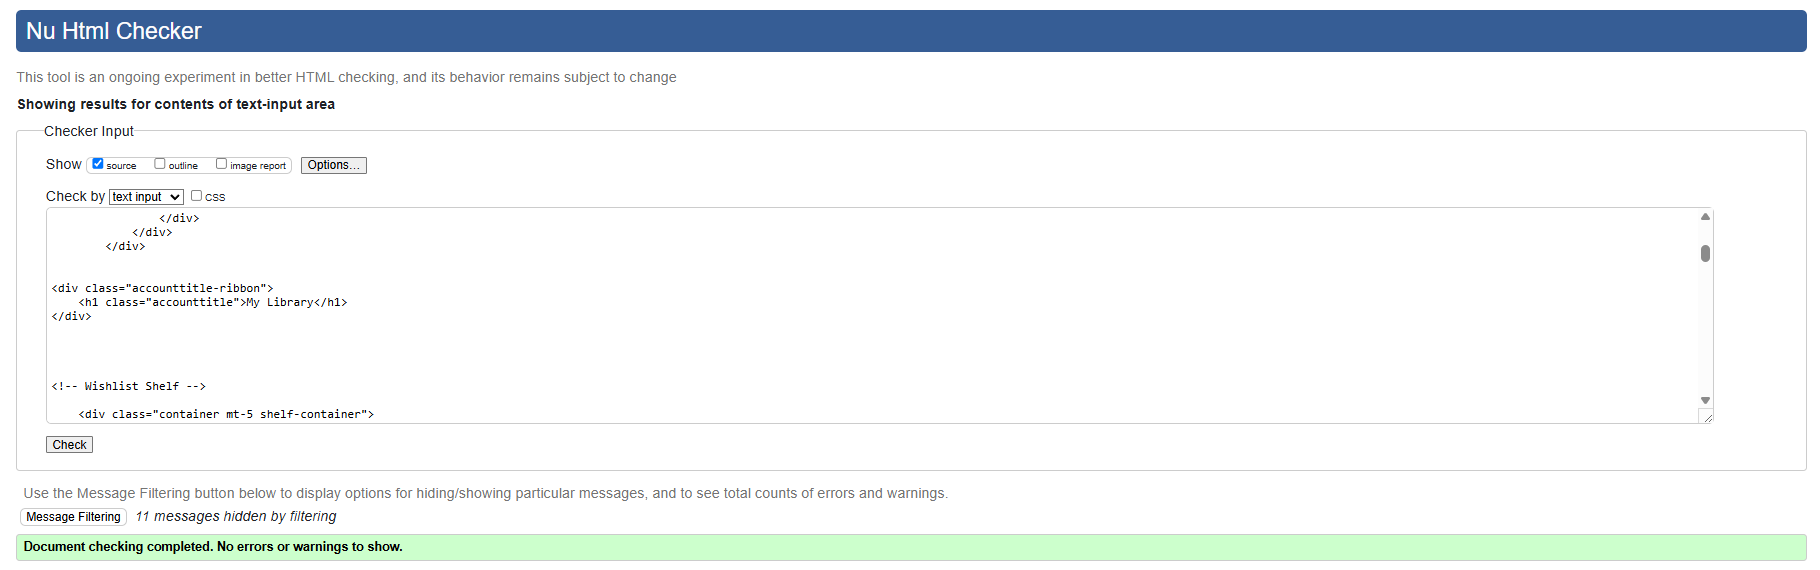 Nu Html Checker
This tool is an ongoing experiment in better HTML checking, and its behavior remains subject to change
Showing results for contents of text-input area
Checker Input
Show source outline image report Options...
Check by text input css
</div>
</div>
</div>
<div class="accounttitle-ribbon">
<h1 class="accounttitle">My Library</h1>
</div>
<!-- Wishlist Shelf -->
<div class="container mt-5 shelf-container">
Check
Use the Message Filtering button below to display options for hiding/showing particular messages, and to see total counts of errors and warnings.
Message Filtering 11 messages hidden by filtering
Document checking completed. No errors or warnings to show.